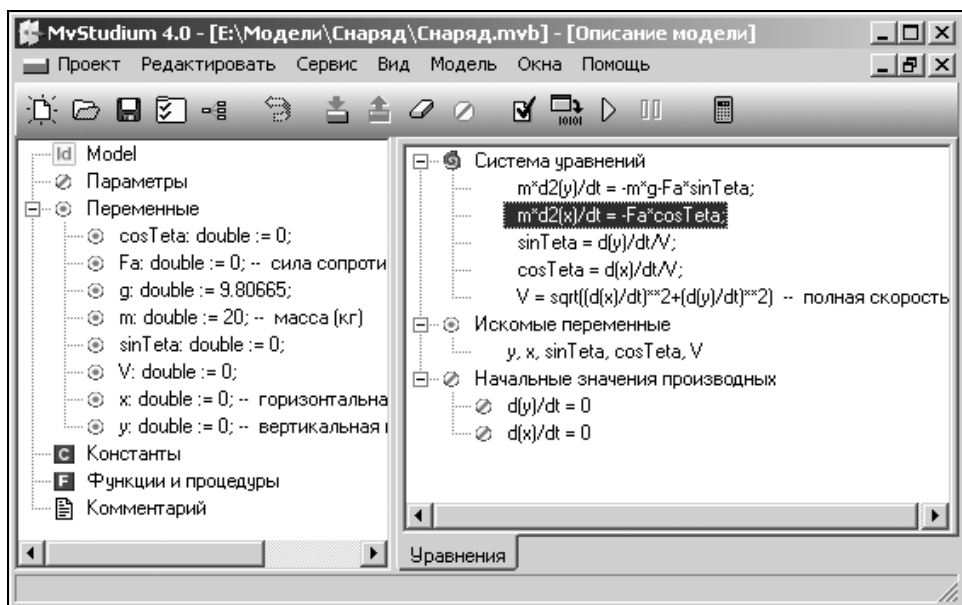 MvStudium 4.0 - [E:\Модели\Снаряд\Снаряд.mvb] - [Описание модели]
Проект Редактировать Сервис Вид Модель Окна Помощь
10101
Id Model
Параметры
Переменные
cosTeta: double := 0;
Fa: double := 0; -- сила сопроти
g: double := 9.80665;
m: double := 20; -- масса (кг)
sinTeta: double := 0;
V: double := 0;
x: double := 0; -- горизонтальна
y: double := 0; -- вертикальная
C Константы
F Функции и процедуры
Комментарий
Система уравнений
m*d2(y)/dt = -m*g-Fa*sinTeta;
m*d2(x)/dt = -Fa*cosTeta;
sinTeta = d(y)/dt/V;
cosTeta = d(x)/dt/V;
V = sqrt((d(x)/dt)**2+(d(y)/dt)**2) -- полная скорость
Искомые переменные
y, x, sinTeta, cosTeta, V
Начальные значения производных
d(y)/dt = 0
d(x)/dt = 0
Уравнения